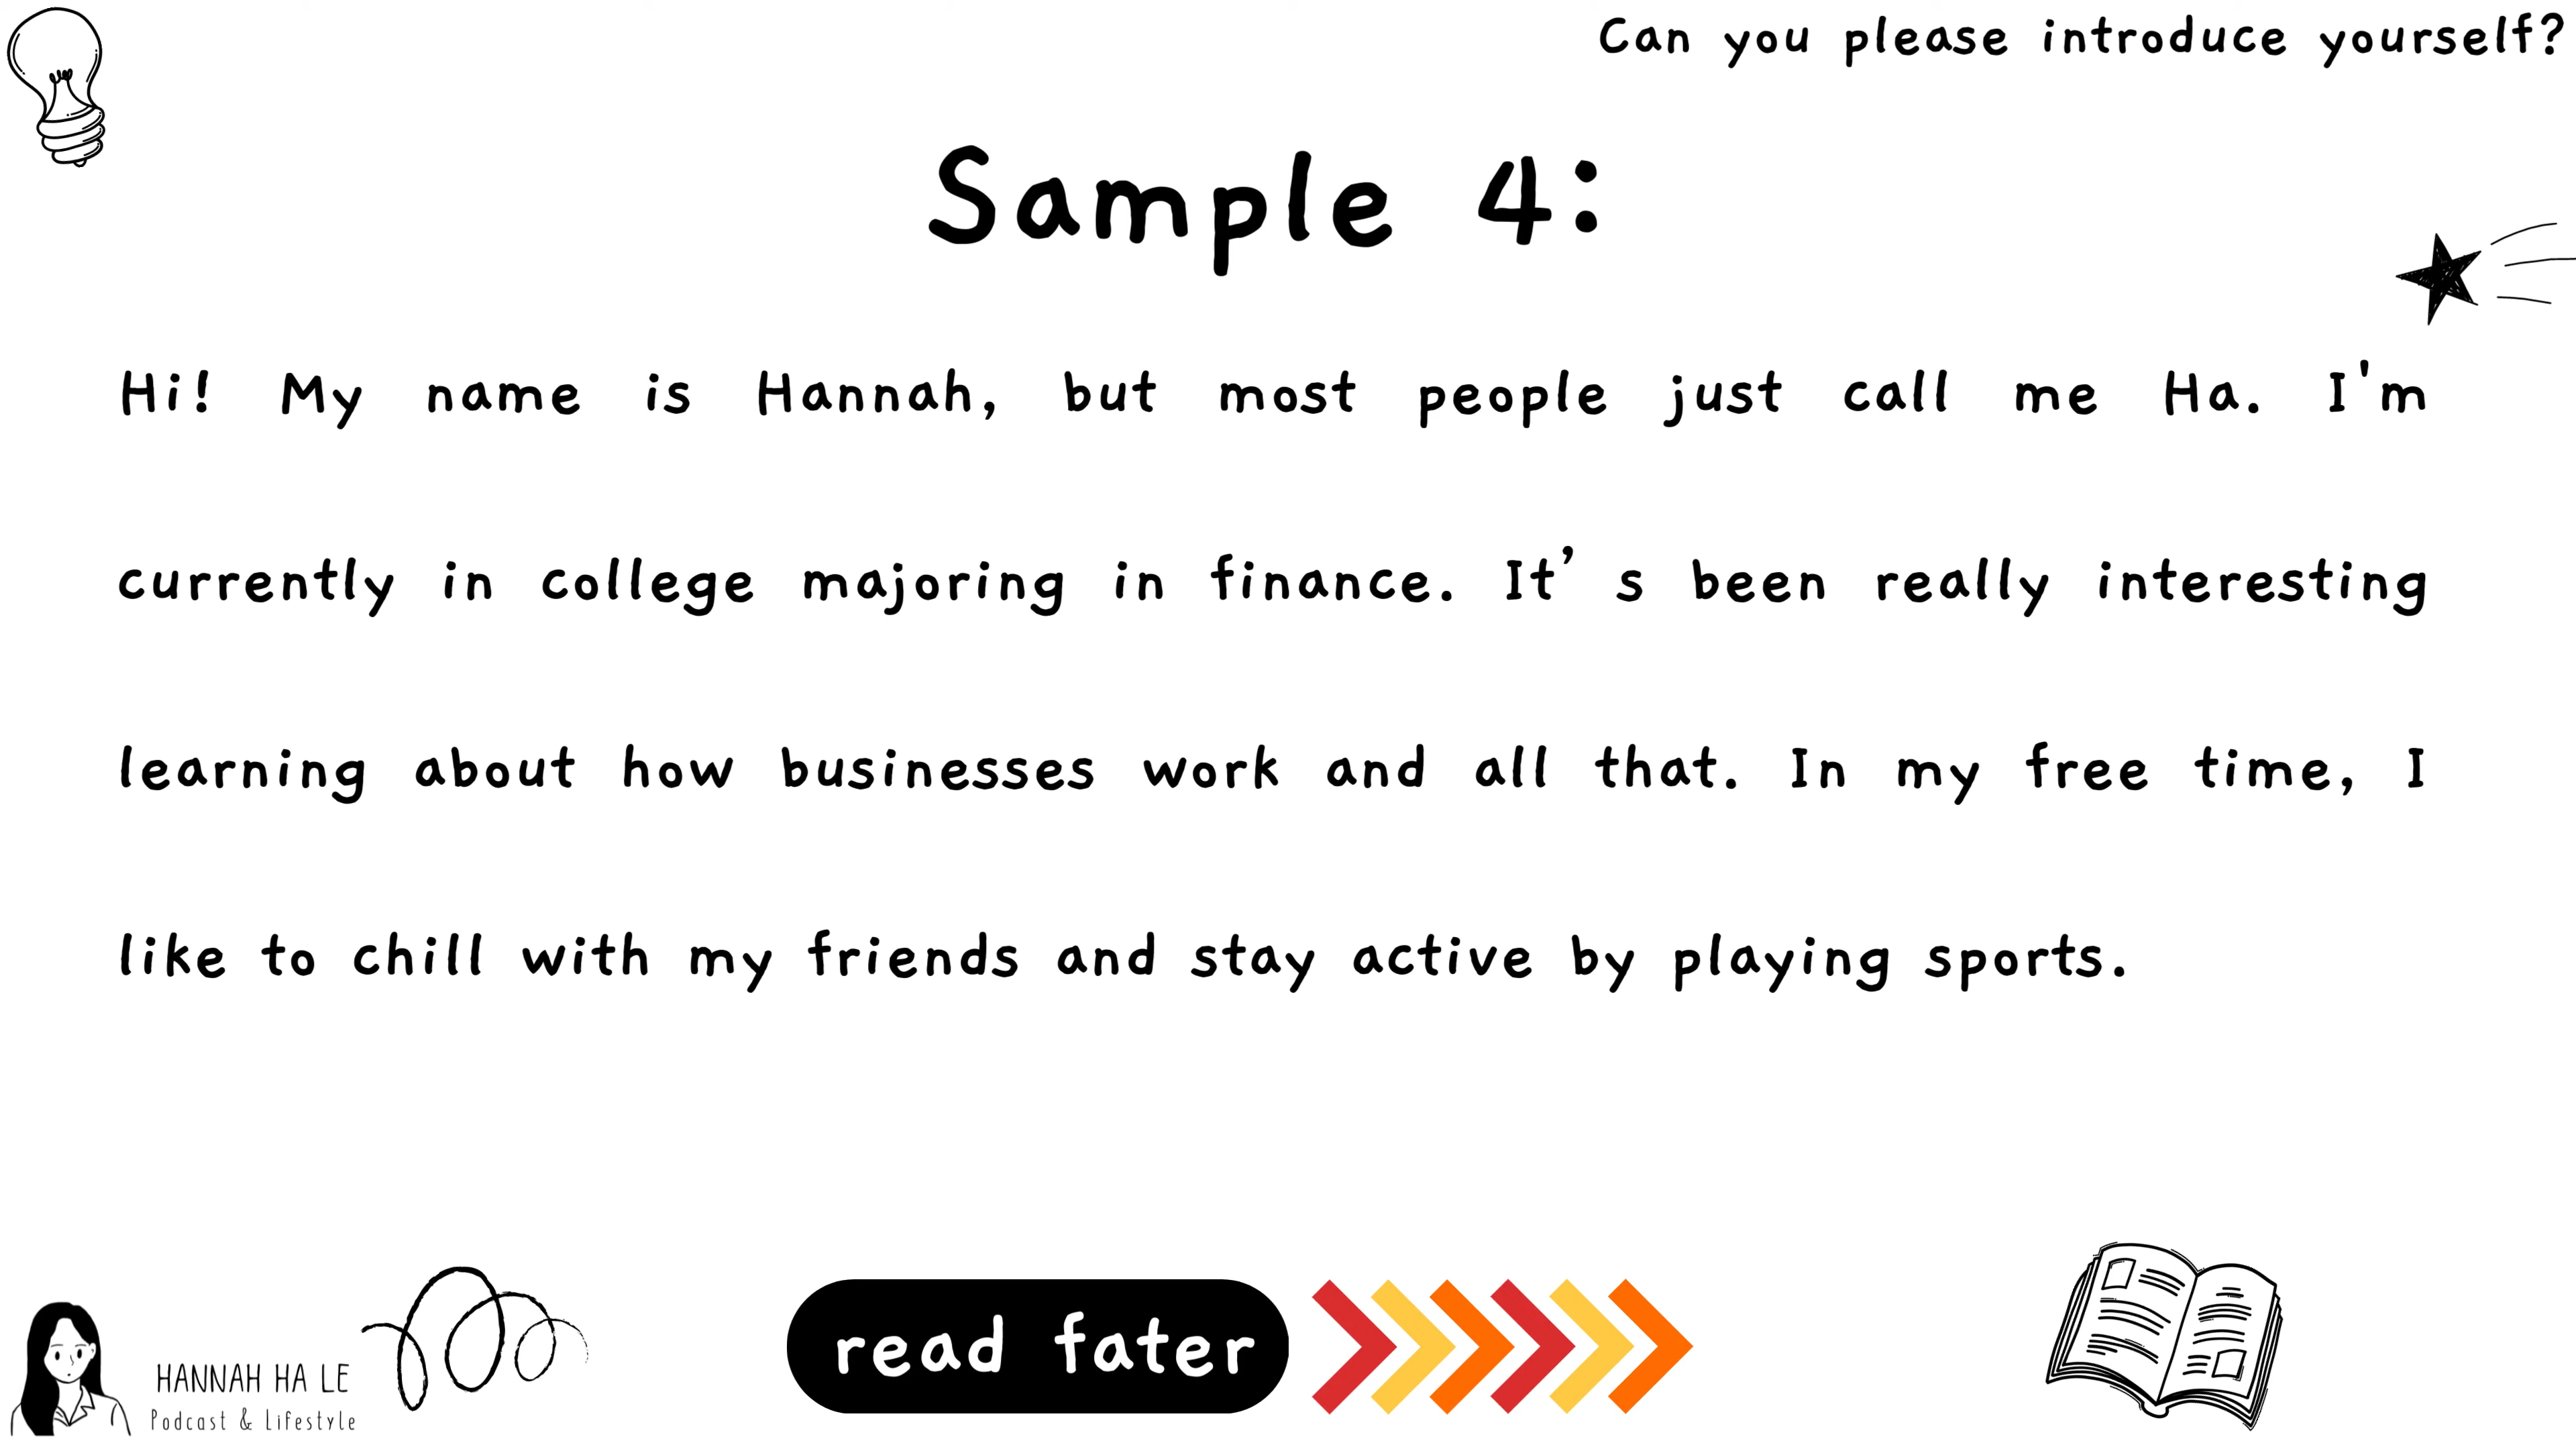 Can you please introduce yourself?
Sample 4:
Hi! My name is Hannah, but most people just call me Ha. I'm
currently in college majoring in finance. It’ s been really interesting
learning about how businesses work and all that. In my free time, I
like to chill with my friends and stay active by playing sports.
read fater
HANNAH HA LE
Podcast & Lifestyle